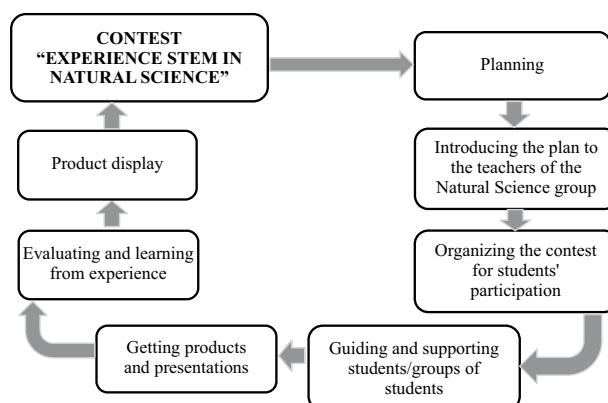 CONTEST
“EXPERIENCE STEM IN
NATURAL SCIENCE”
Planning
Introducing the plan to
the teachers of the
Natural Science group
Organizing the contest
for students'
participation
Guiding and supporting
students/groups of
students
Getting products
and presentations
Evaluating and learning
from experience
Product display